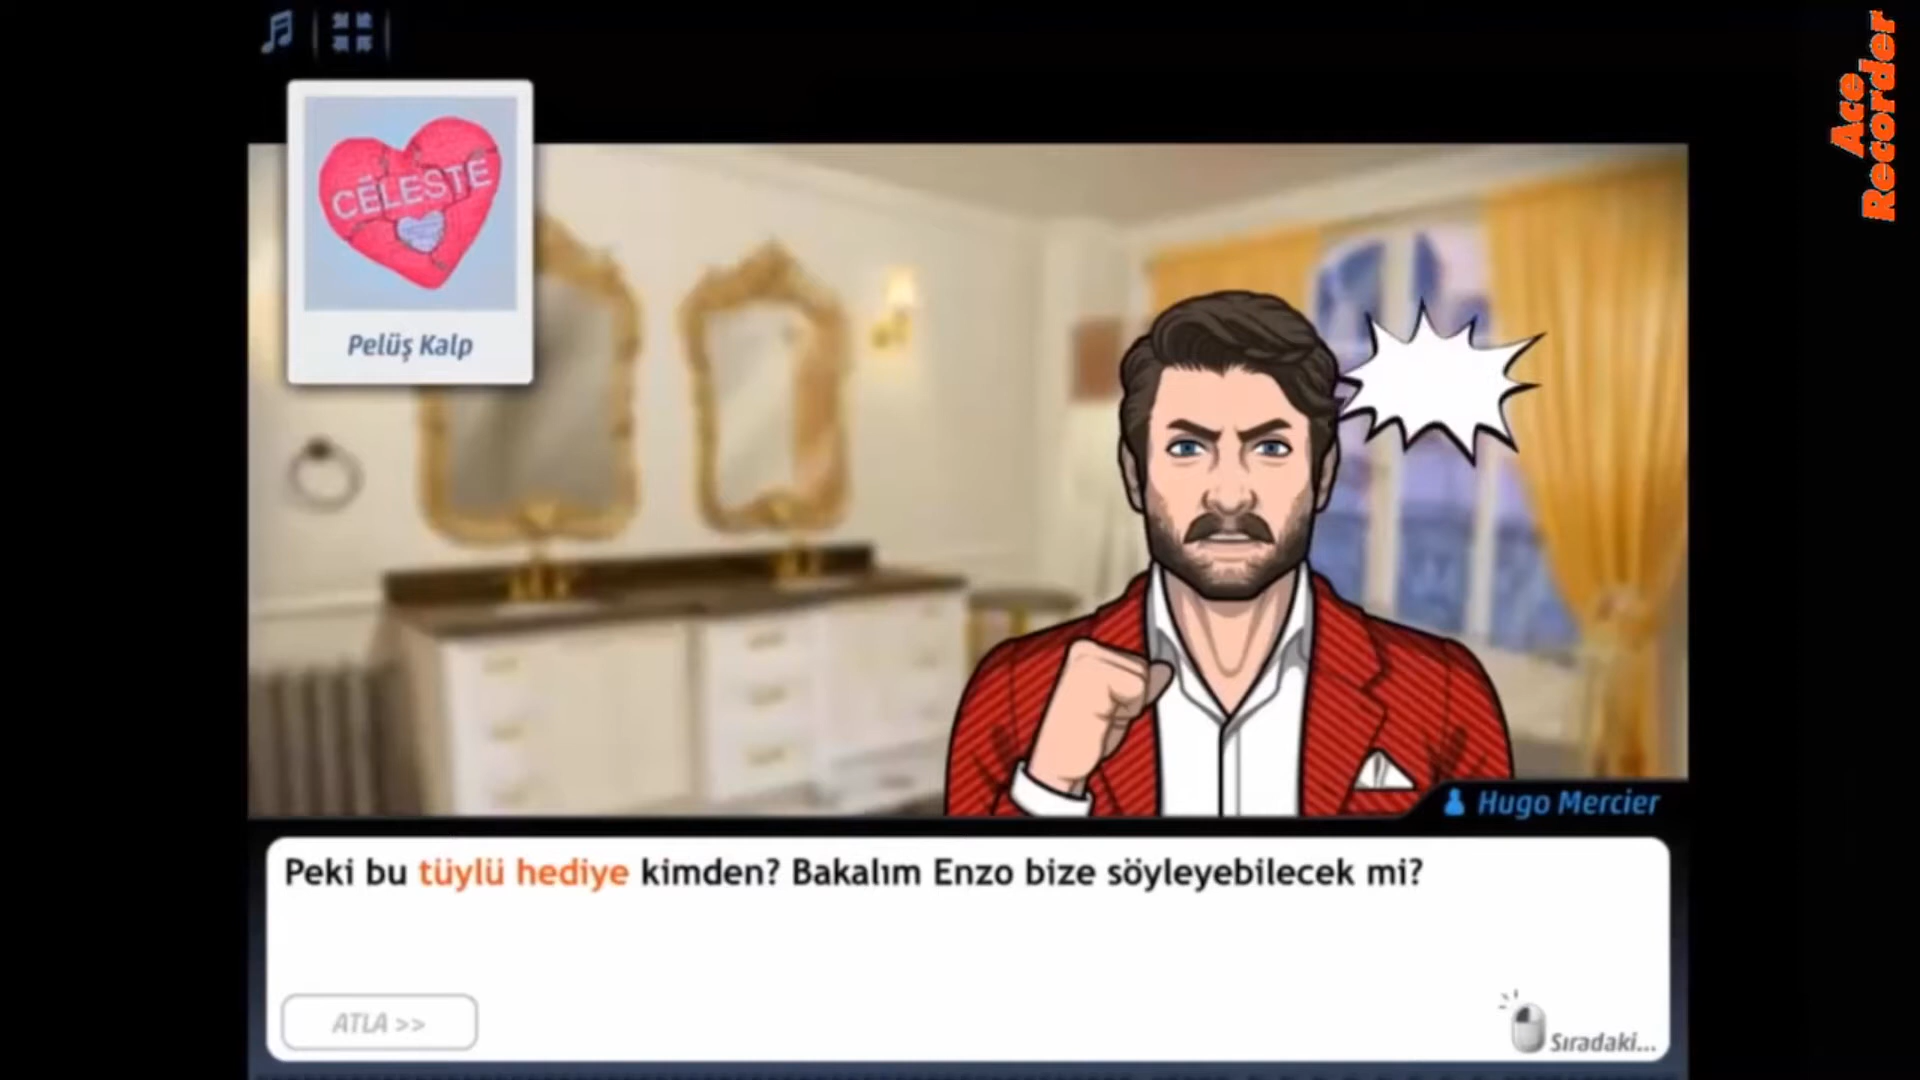 Ace
Recorder
CÉLESTE
Pelüş Kalp
Hugo Mercier
Peki bu tüylü hediye kimden? Bakalım Enzo bize söyleyebilecek mi?
ATLA >>
Sıradaki...